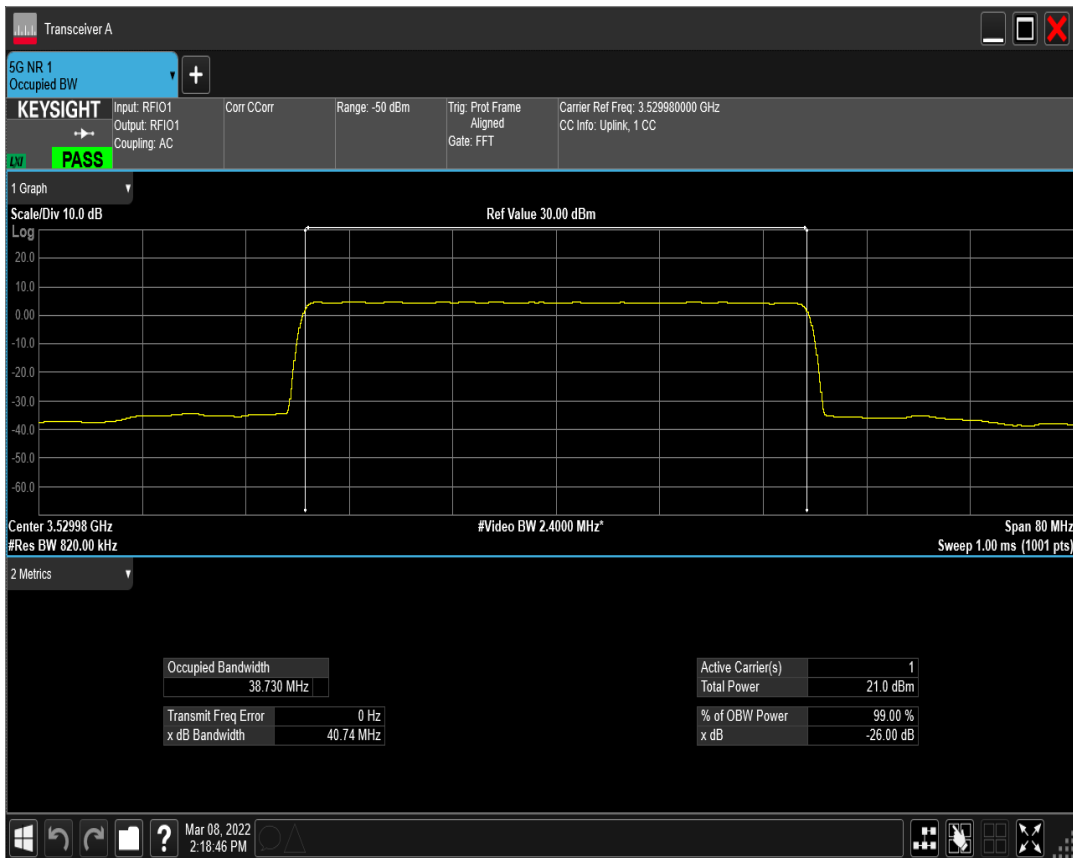 Transceiver A
5G NR 1
Occupied BW
KEYSIGHT
LXI
PASS
Input: RFIO1
Output: RFIO1
Coupling: AC
Corr CCorr
Range: -50 dBm
Trig: Prot Frame
Aligned
Gate: FFT
Carrier Ref Freq: 3.529980000 GHz
CC Info: Uplink, 1 CC
1 Graph
Scale/Div 10.0 dB
Ref Value 30.00 dBm
Log
20.0
10.0
0.00
-10.0
-20.0
-30.0
-40.0
-50.0
-60.0
Center 3.52998 GHz
#Video BW 2.4000 MHz*
Span 80 MHz
#Res BW 820.00 kHz
Sweep 1.00 ms (1001 pts)
2 Metrics
Occupied Bandwidth
38.730 MHz
Transmit Freq Error 0 Hz
x dB Bandwidth 40.74 MHz
Active Carrier(s) 1
Total Power 21.0 dBm
% of OBW Power 99.00 %
x dB -26.00 dB
?
Mar 08, 2022
2:18:46 PM